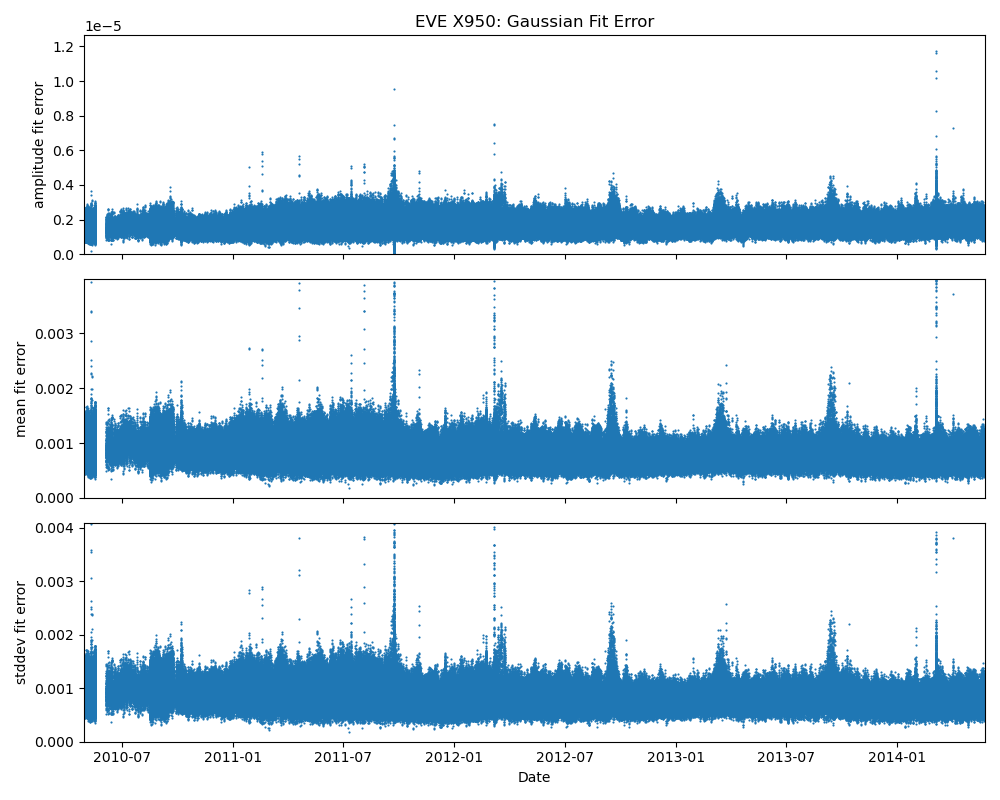 EVE X950: Gaussian Fit Error
1e−5
1.2
1.0
0.8
0.6
0.4
0.2
0.0
amplitude fit error
0.003
0.002
0.001
0.000
mean fit error
0.004
0.003
0.002
0.001
0.000
stddev fit error
2010-07 2011-01 2011-07 2012-01 2012-07 2013-01 2013-07 2014-01
Date